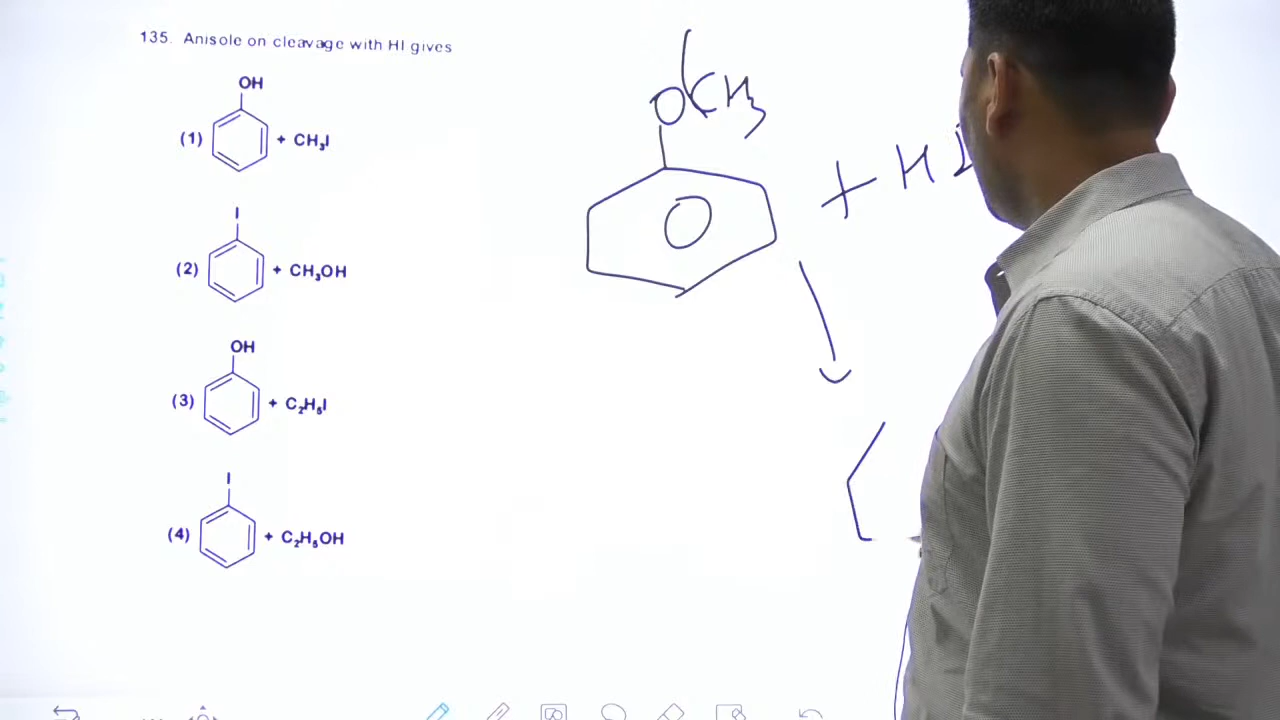 135. Anisole on cleavage with HI gives
OH
(1) + CH₃I
I
(2) + CH₃OH
OH
(3) + C₂H₅I
I
(4) + C₂H₅OH
OCH₃
+ HI